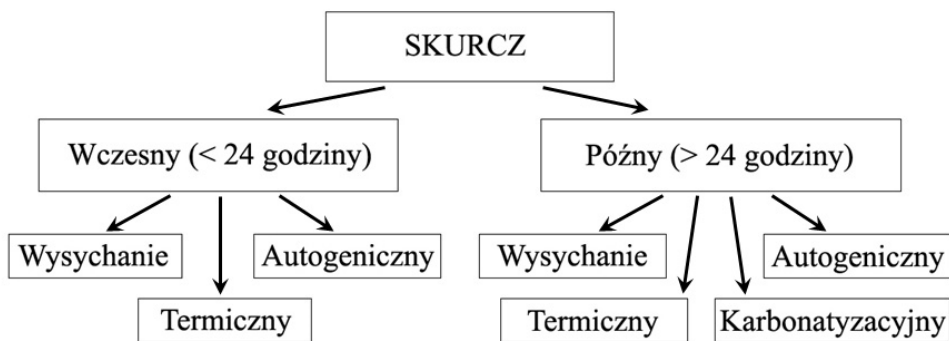 SKURCZ
Wczesny (< 24 godziny)
Późny (> 24 godziny)
Wysychanie
Autogeniczny
Wysychanie
Autogeniczny
Termiczny
Termiczny
Karbonatyzacyjny